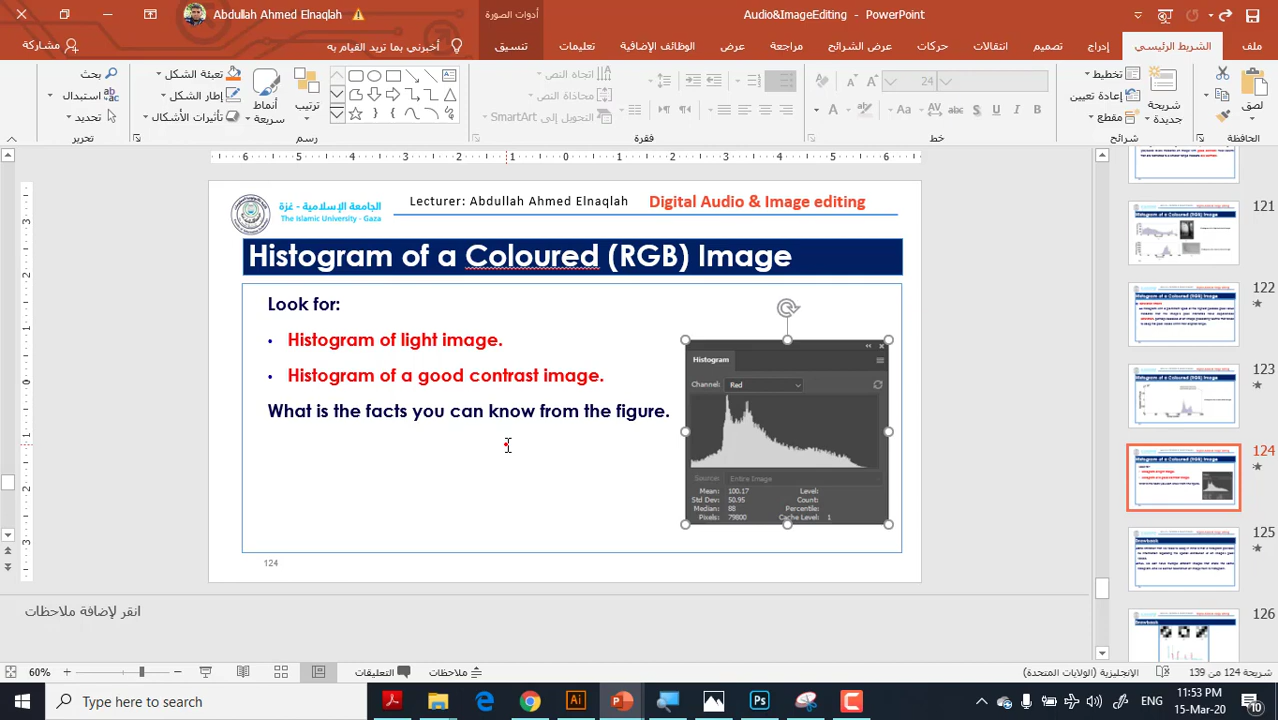 Abdullah Ahmed Elnaqlah
أدوات الصورة
Audio&ImageEditing - PowerPoint
ملف
الشريط الرئيسي
إدراج
تصميم
انتقالات
حركات
عرض الشرائح
مراجعة
عرض
الوظائف الإضافية
تعليمات
تنسيق
أخبرني بما تريد القيام به
مشاركة
لصق
الحافظة
شريحة جديدة
تخطيط
إعادة تعيين
مقطع
شرائح
24
خط
اتجاه النص
محاذاة النص
التحويل إلى SmartArt
فقرة
ترتيب
أنماط سريعة
تعبئة الشكل
إطار الشكل
تأثيرات الأشكال
رسم
بحث
استبدال
تحديد
تحرير
الجامعة الإسلامية - غزة
The Islamic University - Gaza
Lecturer: Abdullah Ahmed Elnaqlah
Digital Audio & Image editing
Histogram of a Coloured (RGB) Image
Look for:
• Histogram of light image.
• Histogram of a good contrast image.
What is the facts you can know from the figure.
Histogram
Channel: Red
Source: Entire Image
Mean: 100.17 Level:
Std Dev: 50.95 Count:
Median: 88 Percentile:
Pixels: 79800 Cache Level: 1
124
121
122
123
124
125
126
انقر لإضافة ملاحظات
شريحة 124 من 139
الإنجليزية (الولايات المتحدة)
ملاحظات
التعليقات
60%
Type here to search
ENG
11:53 PM
15-Mar-20